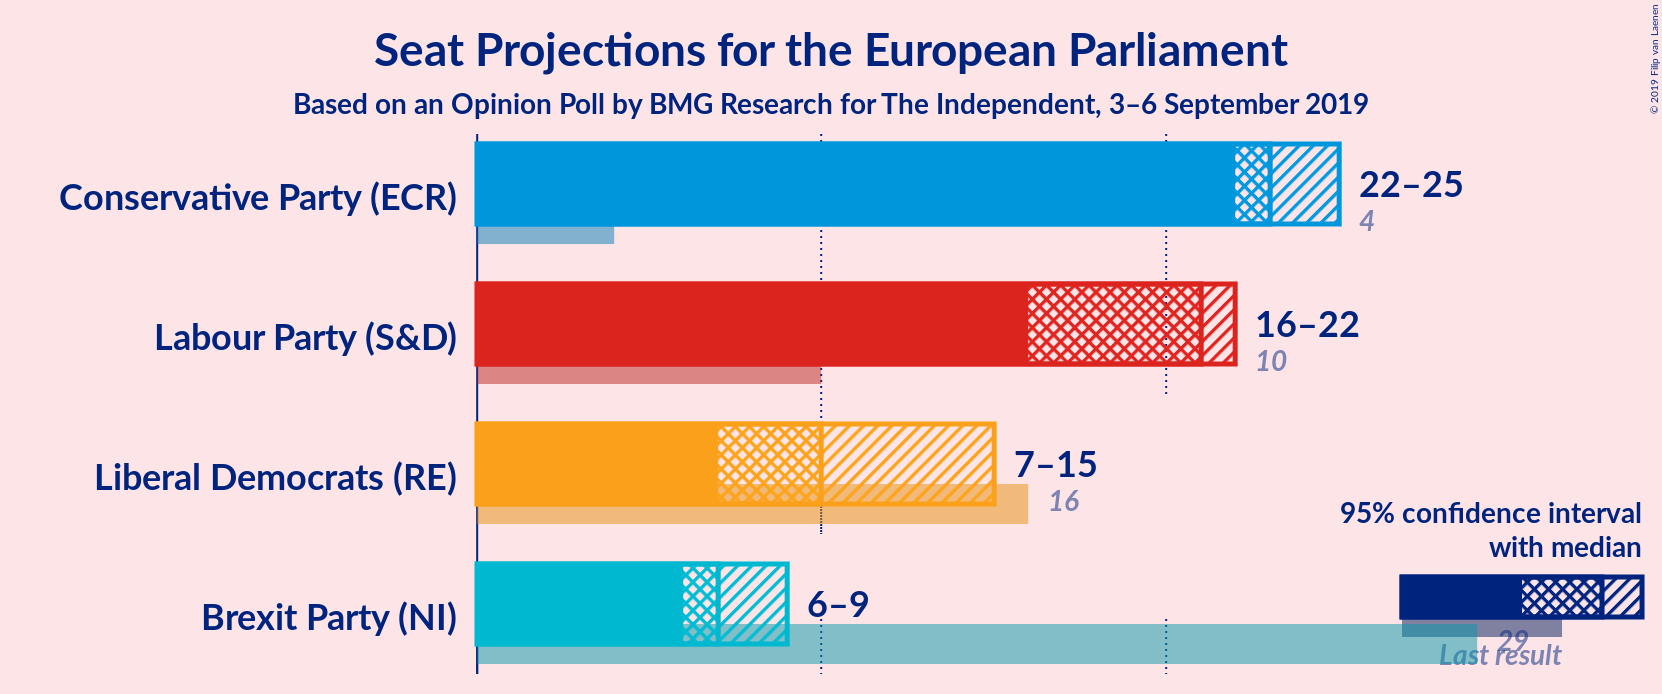 Seat Projections for the European Parliament
Based on an Opinion Poll by BMG Research for The Independent, 3–6 September 2019
© 2019 Filip van Laenen
Conservative Party (ECR)
22–25
4
Labour Party (S&D)
16–22
10
Liberal Democrats (RE)
7–15
16
Brexit Party (NI)
6–9
29
95% confidence interval
with median
Last result